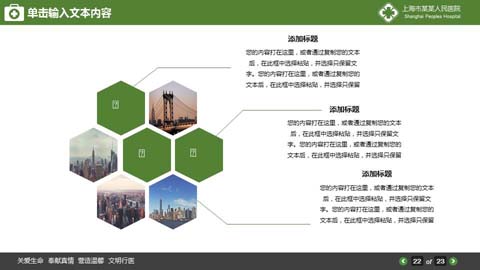 单击输入文本内容
上海市某某人民医院
Shanghai Peoples Hospital
添加标题
您的内容打在这里，或者通过复制您的文本
后，在此框中选择粘贴，并选择只保留文
字。您的内容打在这里，或者通过复制您的
文本后，在此框中选择粘贴，并选择只保留
添加标题
您的内容打在这里，或者通过复制您的文本
后，在此框中选择粘贴，并选择只保留文
字。您的内容打在这里，或者通过复制您的
文本后，在此框中选择粘贴，并选择只保留
添加标题
您的内容打在这里，或者通过复制您的文本
后，在此框中选择粘贴，并选择只保留文
字。您的内容打在这里，或者通过复制您的
文本后，在此框中选择粘贴，并选择只保留
关爱生命 奉献真情 营造温馨 文明行医
22 of 23